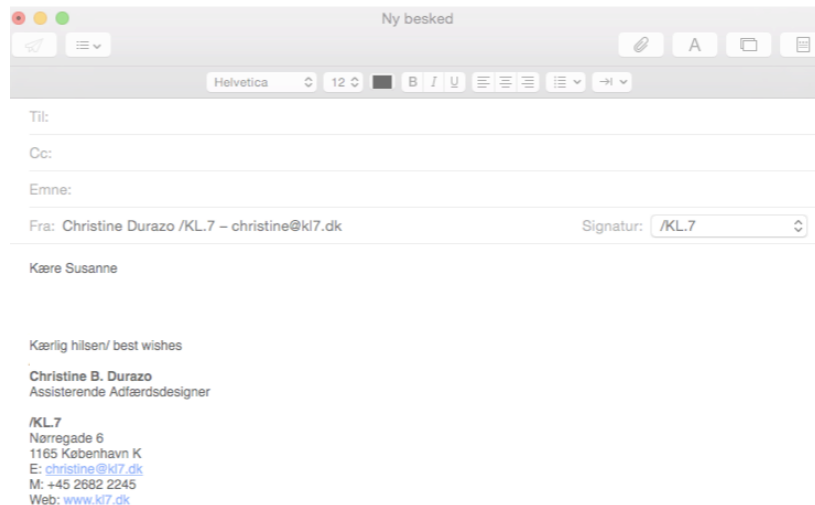 Ny besked
Helvetica 12 B I U
Til:
Cc:
Emne:
Fra: Christine Durazo /KL.7 – christine@kl7.dk Signatur: /KL.7
Kære Susanne
Kærlig hilsen/ best wishes
Christine B. Durazo
Assisterende Adfærdsdesigner
/KL.7
Nørregade 6
1165 København K
E: christine@kl7.dk
M: +45 2682 2245
Web: www.kl7.dk